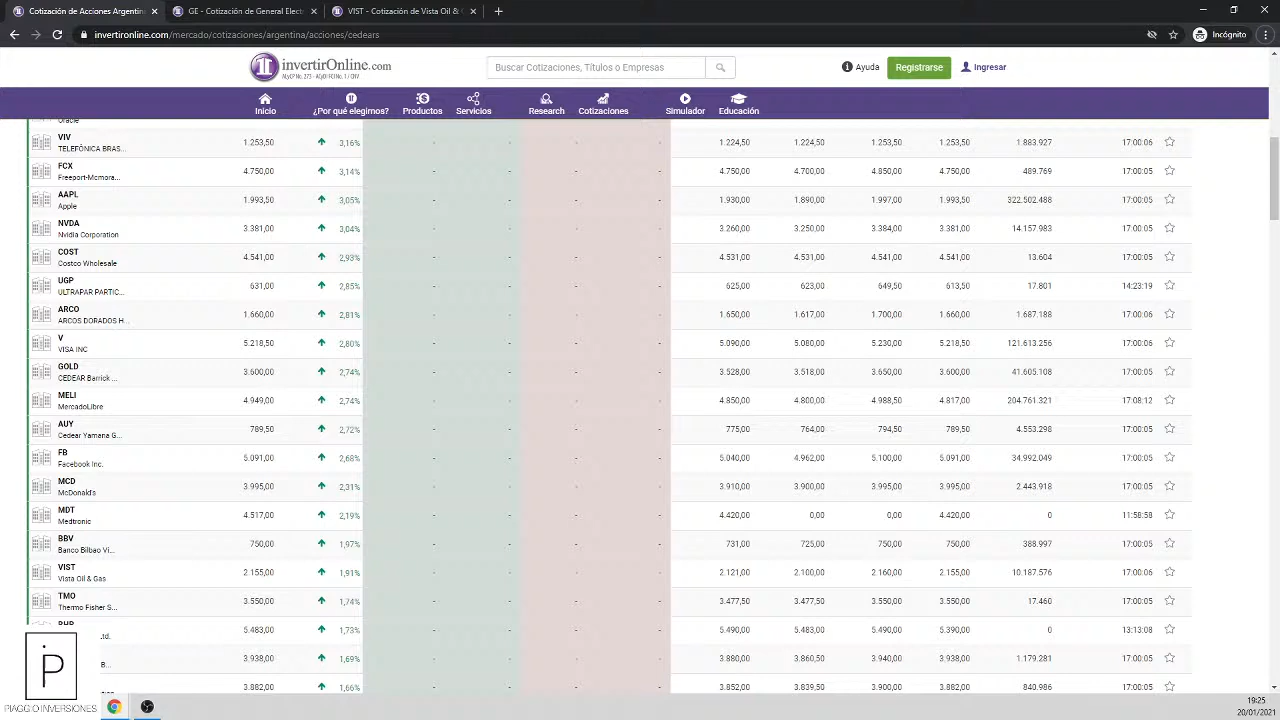 Cotización de Acciones Argentin
GE - Cotización de General Elect
VIST - Cotización de Vista Oil & G
invertironline.com/mercado/cotizaciones/argentina/acciones/cedears
Incógnito
invertirOnline.com
Buscar Cotizaciones, Títulos o Empresas
Ayuda
Registrarse
Ingresar
Inicio
¿Por qué elegirnos?
Productos
Servicios
Research
Cotizaciones
Simulador
Educación
Oracle
VIV 1.253,50 3,16% - - - - 1.224,50 1.224,50 1.253,50 1.253,50 1.883.927 17:00:06
TELEFÔNICA BRAS...
FCX 4.750,00 3,14% - - - - 4.750,00 4.700,00 4.850,00 4.750,00 489.769 17:00:05
Freeport-Mcmora...
AAPL 1.993,50 3,05% - - - - 1.930,00 1.890,00 1.997,00 1.993,50 322.502.488 17:00:05
Apple
NVDA 3.381,00 3,04% - - - - 3.260,00 3.250,00 3.384,00 3.381,00 14.157.983 17:00:05
Nvidia Corporation
COST 4.541,00 2,93% - - - - 4.531,00 4.531,00 4.541,00 4.541,00 13.604 17:00:05
Costco Wholesale
UGP 631,00 2,85% - - - - 623,00 623,00 649,50 613,50 17.801 14:23:19
ULTRAPAR PARTIC...
ARCO 1.660,00 2,81% - - - - 1.650,00 1.617,00 1.700,00 1.660,00 1.687.188 17:00:05
ARCOS DORADOS H...
V 5.218,50 2,80% - - - - 5.090,00 5.080,00 5.230,00 5.218,50 121.613.256 17:00:06
VISA INC
GOLD 3.600,00 2,74% - - - - 3.528,00 3.518,00 3.650,00 3.600,00 41.605.108 17:00:05
CEDEAR Barrick ...
MELI 4.949,00 2,74% - - - - 4.850,00 4.800,00 4.988,50 4.817,00 204.761.321 17:08:12
MercadoLibre
AUY 789,50 2,72% - - - - 775,00 764,00 794,50 789,50 4.553.298 17:00:05
Cedear Yamana G...
FB 5.091,00 2,68% - - - - 5.040,00 4.962,00 5.100,00 5.091,00 34.992.049 17:00:05
Facebook Inc.
MCD 3.995,00 2,31% - - - - 3.910,00 3.900,00 3.995,00 3.995,00 2.443.918 17:00:05
McDonald's
MDT 4.517,00 2,19% - - - - 4.420,00 0,00 0,00 4.420,00 0 11:58:58
Medtronic
BBV 750,00 1,97% - - - - 731,00 725,00 750,00 750,00 388.997 17:00:05
Banco Bilbao Vi...
VIST 2.155,00 1,91% - - - - 2.101,00 2.100,00 2.160,00 2.155,00 10.187.576 17:00:06
Vista Oil & Gas
TMO 3.550,00 1,74% - - - - 3.477,50 3.477,50 3.550,00 3.550,00 17.460 17:00:05
Thermo Fisher S...
BHP 5.483,00 1,73% - - - - 5.490,00 5.483,00 5.490,00 5.390,00 0 13:13:08
.td.
3.938,00 1,69% - - - - 3.880,00 3.860,50 3.940,00 3.938,00 1.179.281 17:00:05
B...
3.882,00 1,66% - - - - 3.852,00 3.839,50 3.900,00 3.882,00 840.986 17:00:05
P
PIAGGIO INVERSIONES
19:25
20/01/2021